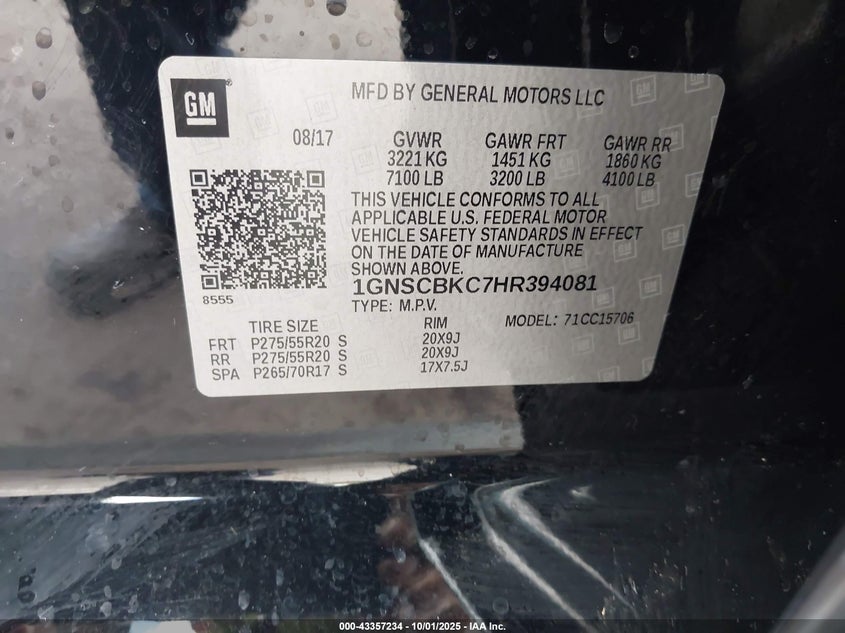 GM
MFD BY GENERAL MOTORS LLC
08/17 GVWR GAWR FRT GAWR RR
3221 KG 1451 KG 1860 KG
7100 LB 3200 LB 4100 LB
THIS VEHICLE CONFORMS TO ALL
APPLICABLE U.S. FEDERAL MOTOR
VEHICLE SAFETY STANDARDS IN EFFECT
ON THE DATE OF MANUFACTURE
SHOWN ABOVE.
1GNSCBKC7HR394081
8555
TYPE: M.P.V.
MODEL: 71CC15706
TIRE SIZE RIM
FRT P275/55R20 S 20X9J
RR P275/55R20 S 20X9J
SPA P265/70R17 S 17X7.5J
000-43357234 - 10/01/2025 - IAA Inc.